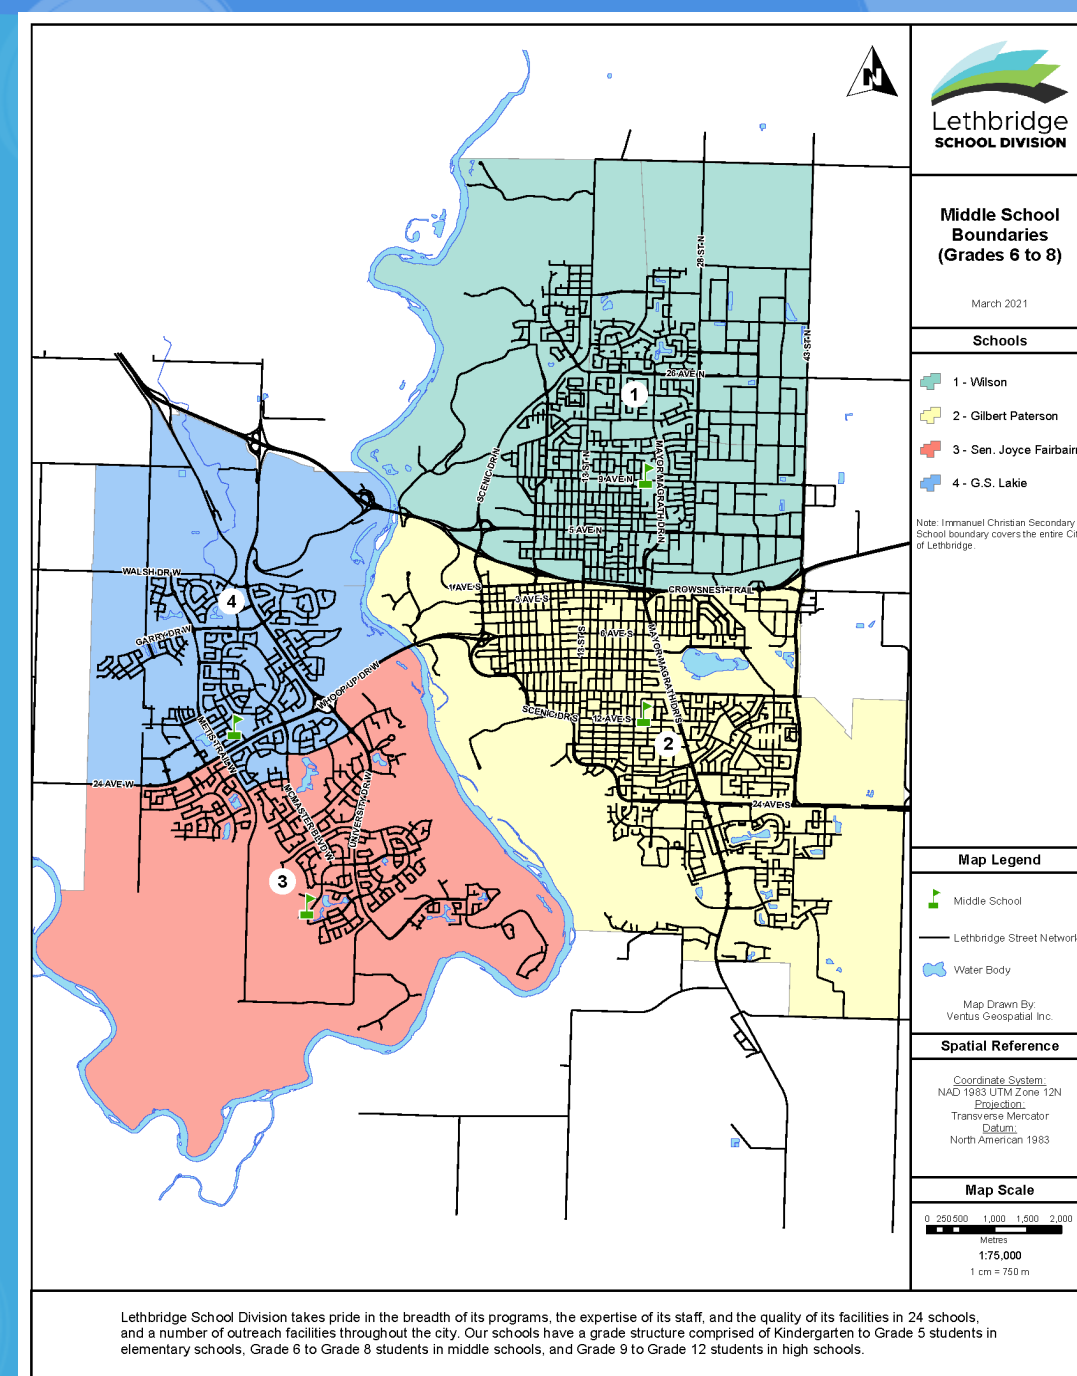 N
Lethbridge
SCHOOL DIVISION
Middle School
Boundaries
(Grades 6 to 8)
March 2021
Schools
1 - Wilson
2 - Gilbert Paterson
3 - Sen. Joyce Fairbairn
4 - G.S. Lakie
Note: Immanuel Christian Secondary
School boundary covers the entire Cit
of Lethbridge.
28 ST N
43 ST N
26 AVE N
1
MAYOR MAGRATH DR N
13 ST N
9 AVE N
SCENIC DR N
5 AVE N
CROWSNEST TRAIL
1 AVE S
3 AVE S
WALSH DR W
4
GARRY DR W
6 AVE S
13 ST S
MAYOR MAGRATH DR S
WHOOP UP DR W
SCENIC DR S
12 AVE S
METIS TRAIL W
2
24 AVE W
MCMASTER BLVD W
UNIVERSITY DR W
24 AVE S
3
Map Legend
Middle School
Lethbridge Street Network
Water Body
Map Drawn By:
Ventus Geospatial Inc.
Spatial Reference
Coordinate System:
NAD 1983 UTM Zone 12N
Projection:
Transverse Mercator
Datum:
North American 1983
Map Scale
0 250 500 1,000 1,500 2,000
Metres
1:75,000
1 cm = 750 m
Lethbridge School Division takes pride in the breadth of its programs, the expertise of its staff, and the quality of its facilities in 24 schools,
and a number of outreach facilities throughout the city. Our schools have a grade structure comprised of Kindergarten to Grade 5 students in
elementary schools, Grade 6 to Grade 8 students in middle schools, and Grade 9 to Grade 12 students in high schools.